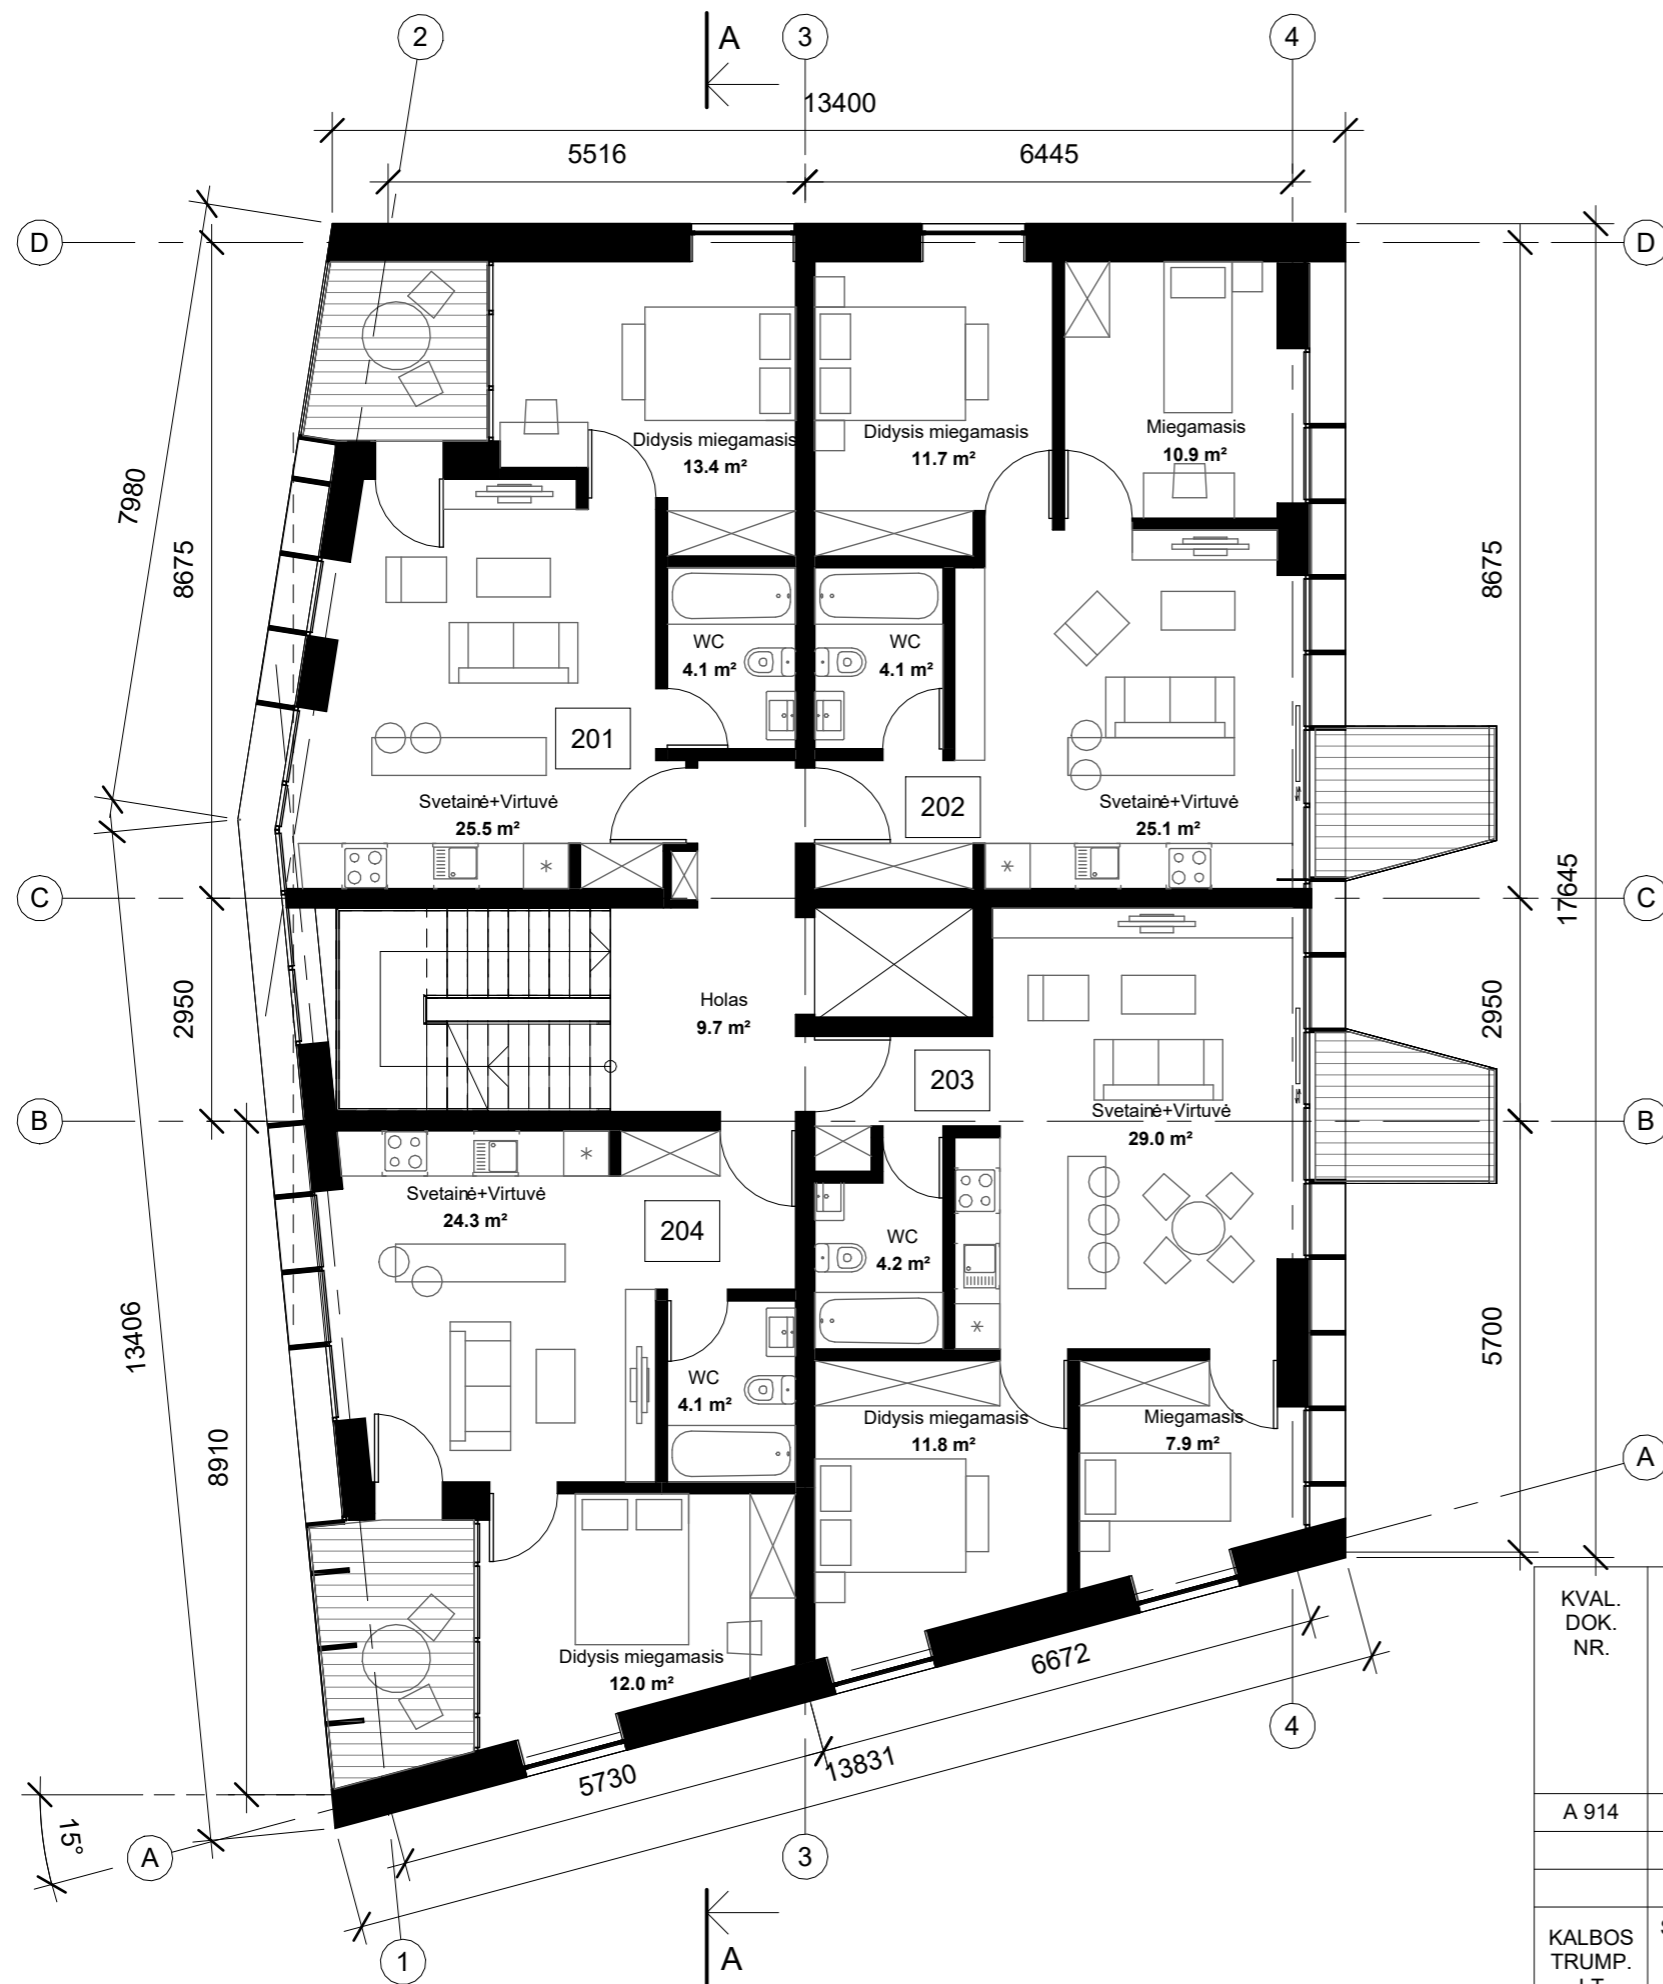 2
A
3
4
13400
5516
6445
D
D
Didysis miegamasis
13.4 m²
Didysis miegamasis
11.7 m²
Miegamasis
10.9 m²
7980
8675
8675
WC
4.1 m²
WC
4.1 m²
201
202
Svetainė+Virtuvė
25.5 m²
Svetainė+Virtuvė
25.1 m²
17645
C
C
2950
Holas
9.7 m²
2950
203
B
Svetainė+Virtuvė
29.0 m²
B
Svetainė+Virtuvė
24.3 m²
204
WC
4.2 m²
13406
5700
WC
4.1 m²
Didysis miegamasis
11.8 m²
Miegamasis
7.9 m²
8910
A
Didysis miegamasis
12.0 m²
6672
KVAL.
DOK.
NR.
4
5730
13831
15°
A
3
A 914
1
A
KALBOS
TRUMP.